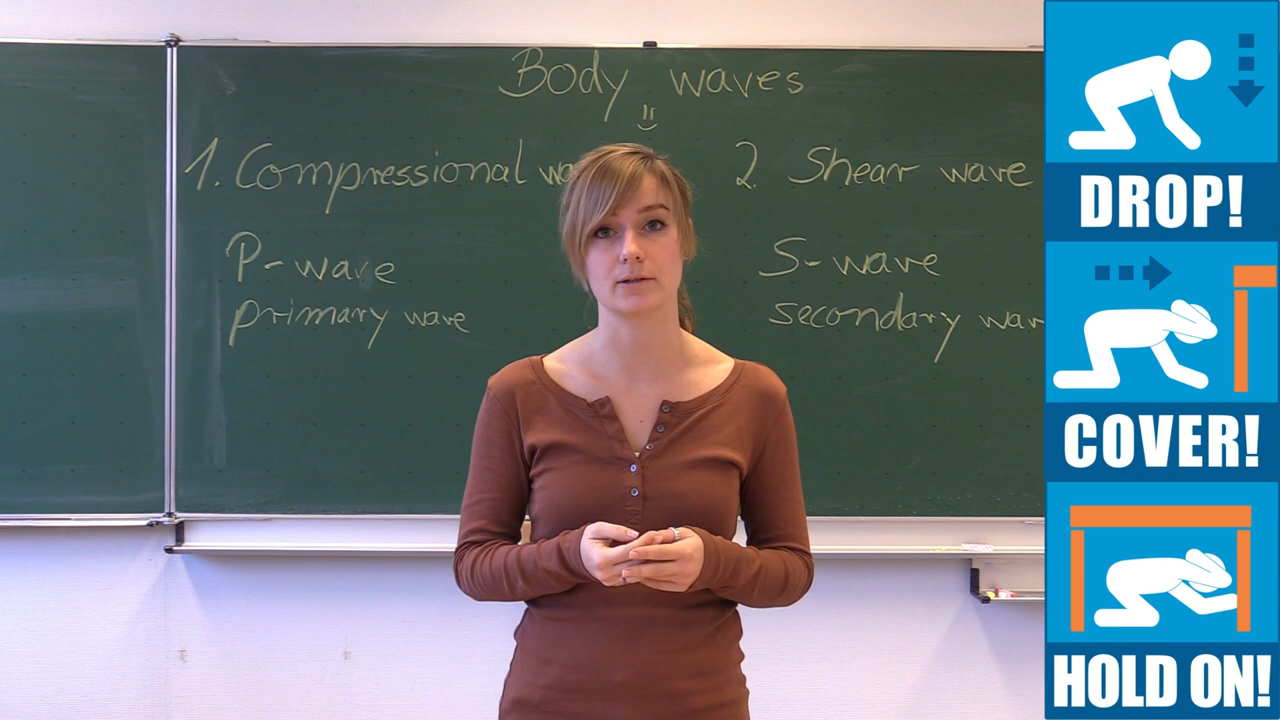 Body waves
1. Compressional
2. Shear wave
P-wave
S-wave
primary wave
secondary
DROP!
COVER!
HOLD ON!